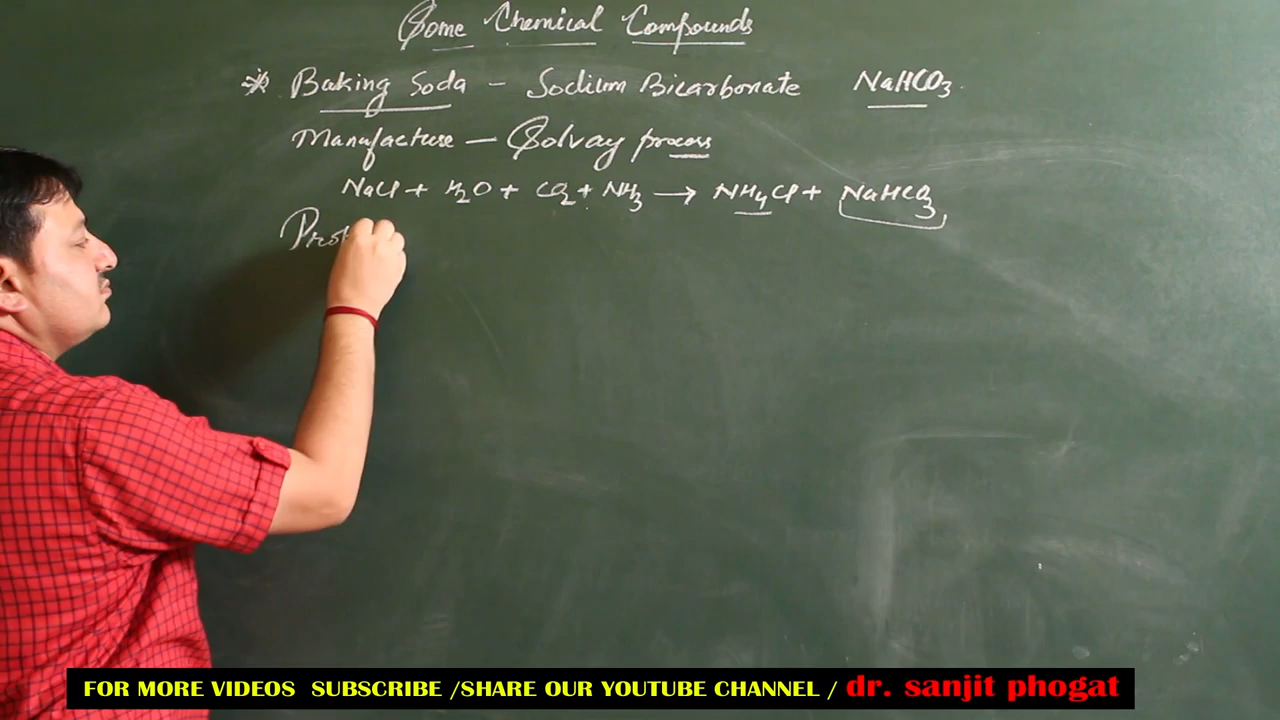 Some Chemical Compounds
* Baking Soda - Sodium Bicarbonate NaHCO3
Manufacture - Solvay process
NaCl + H2O + CO2 + NH3 → NH4Cl + NaHCO3
FOR MORE VIDEOS SUBSCRIBE /SHARE OUR YOUTUBE CHANNEL / dr. sanjit phogat